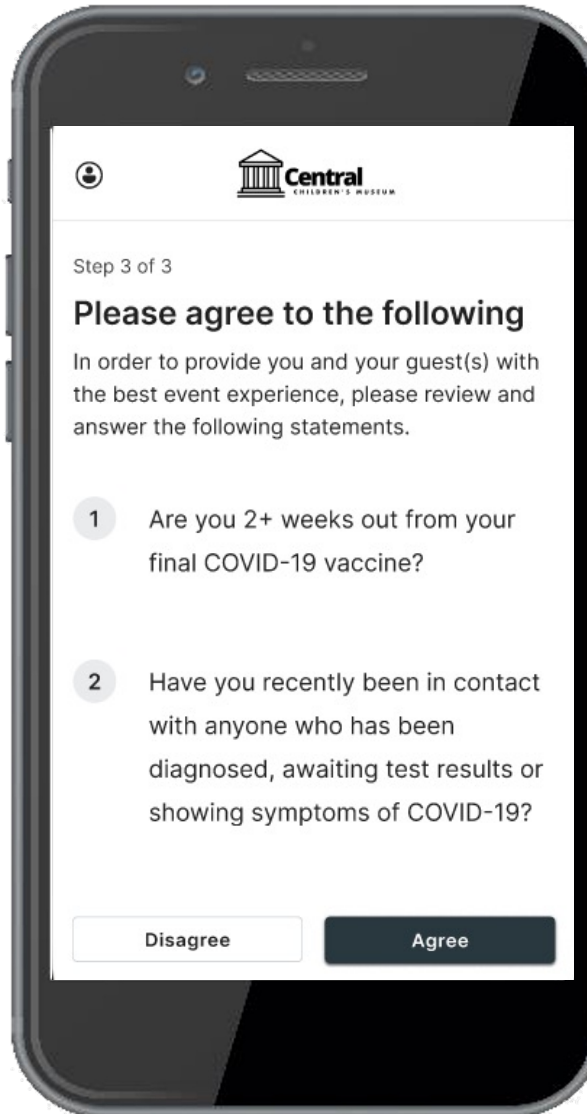 Central
CHILDREN'S MUSEUM
Step 3 of 3
Please agree to the following
In order to provide you and your guest(s) with
the best event experience, please review and
answer the following statements.
1 Are you 2+ weeks out from your
final COVID-19 vaccine?
2 Have you recently been in contact
with anyone who has been
diagnosed, awaiting test results or
showing symptoms of COVID-19?
Disagree Agree